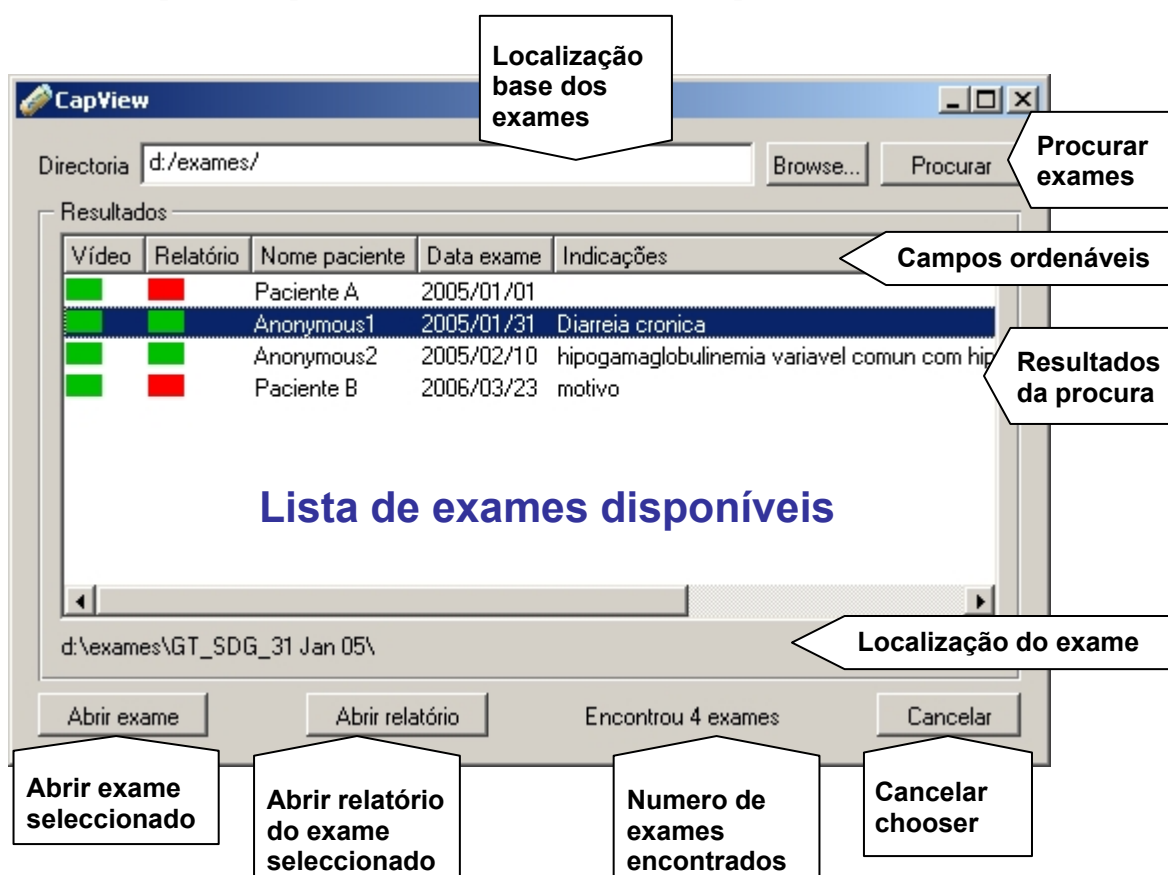 Localização
base dos
exames
CapView
Directoria d:/exames/ Browse... Procurar
Procurar
exames
Resultados
Vídeo Relatório Nome paciente Data exame Indicações
Campos ordenáveis
Paciente A 2005/01/01
Anonymous1 2005/01/31 Diarreia cronica
Anonymous2 2005/02/10 hipogamaglobulinemia variavel comun com hip
Paciente B 2006/03/23 motivo
Resultados
da procura
Lista de exames disponíveis
d:\exames\GT_SDG_31 Jan 05\
Localização do exame
Abrir exame Abrir relatório Encontrou 4 exames Cancelar
Abrir exame
seleccionado
Abrir relatório
do exame
seleccionado
Numero de
exames
encontrados
Cancelar
chooser